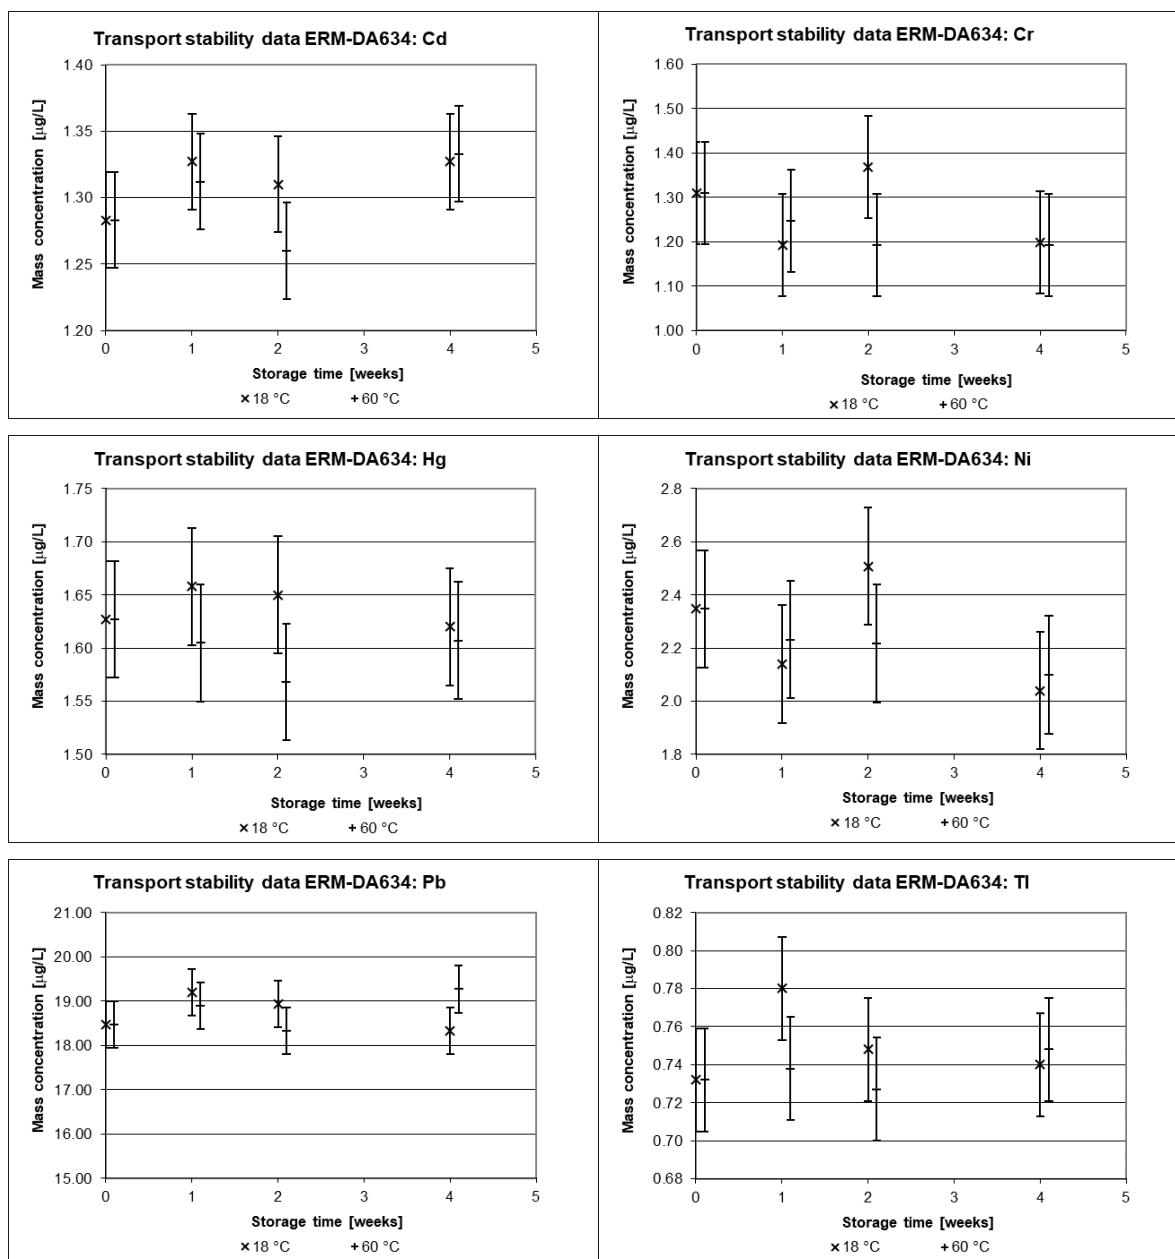 Transport stability data ERM-DA634: Cd
Mass concentration [µg/L]
1.40
1.35
1.30
1.25
1.20
0 1 2 3 4 5
Storage time [weeks]
× 18 °C + 60 °C
Transport stability data ERM-DA634: Cr
Mass concentration [µg/L]
1.60
1.50
1.40
1.30
1.20
1.10
1.00
0 1 2 3 4 5
Storage time [weeks]
× 18 °C + 60 °C
Transport stability data ERM-DA634: Hg
Mass concentration [µg/L]
1.75
1.70
1.65
1.60
1.55
1.50
0 1 2 3 4 5
Storage time [weeks]
× 18 °C + 60 °C
Transport stability data ERM-DA634: Ni
Mass concentration [µg/L]
2.8
2.6
2.4
2.2
2.0
1.8
0 1 2 3 4 5
Storage time [weeks]
× 18 °C + 60 °C
Transport stability data ERM-DA634: Pb
Mass concentration [µg/L]
21.00
20.00
19.00
18.00
17.00
16.00
15.00
0 1 2 3 4 5
Storage time [weeks]
× 18 °C + 60 °C
Transport stability data ERM-DA634: Tl
Mass concentration [µg/L]
0.82
0.80
0.78
0.76
0.74
0.72
0.70
0.68
0 1 2 3 4 5
Storage time [weeks]
× 18 °C + 60 °C